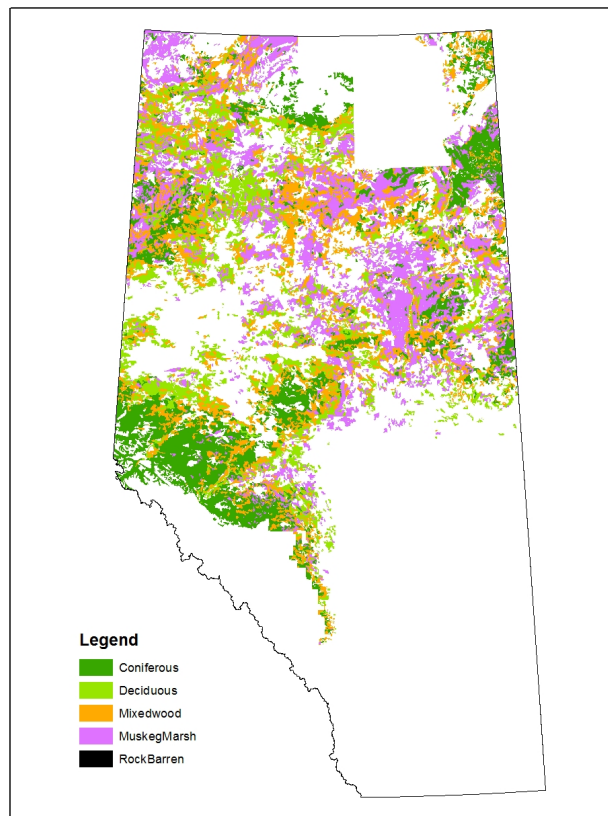 Legend
Coniferous
Deciduous
Mixedwood
MuskegMarsh
RockBarren